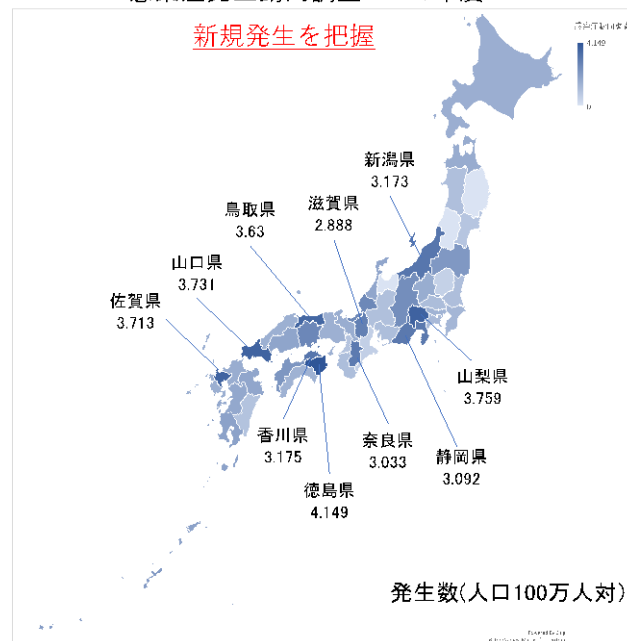 新規発生を把握
4.149
新潟県
3.173
滋賀県
2.888
鳥取県
3.63
山口県
3.731
佐賀県
3.713
山梨県
3.759
香川県
3.175
奈良県
3.033
静岡県
3.092
徳島県
4.149
発生数(人口100万人対)